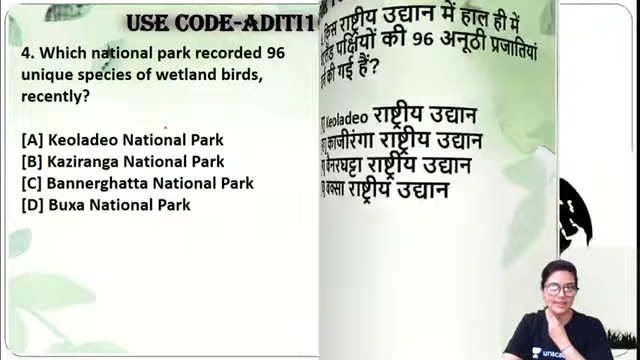 USE CODE-ADITI1
4. Which national park recorded 96
unique species of wetland birds,
recently?
[A] Keoladeo National Park
[B] Kaziranga National Park
[C] Bannerghatta National Park
[D] Buxa National Park
किस राष्ट्रीय उद्यान में हाल ही में
पक्षियों की 96 अनूठी प्रजातियां
की गई हैं?
Keoladeo राष्ट्रीय उद्यान
काजीरंगा राष्ट्रीय उद्यान
बेनरघट्टा राष्ट्रीय उद्यान
बक्सा राष्ट्रीय उद्यान